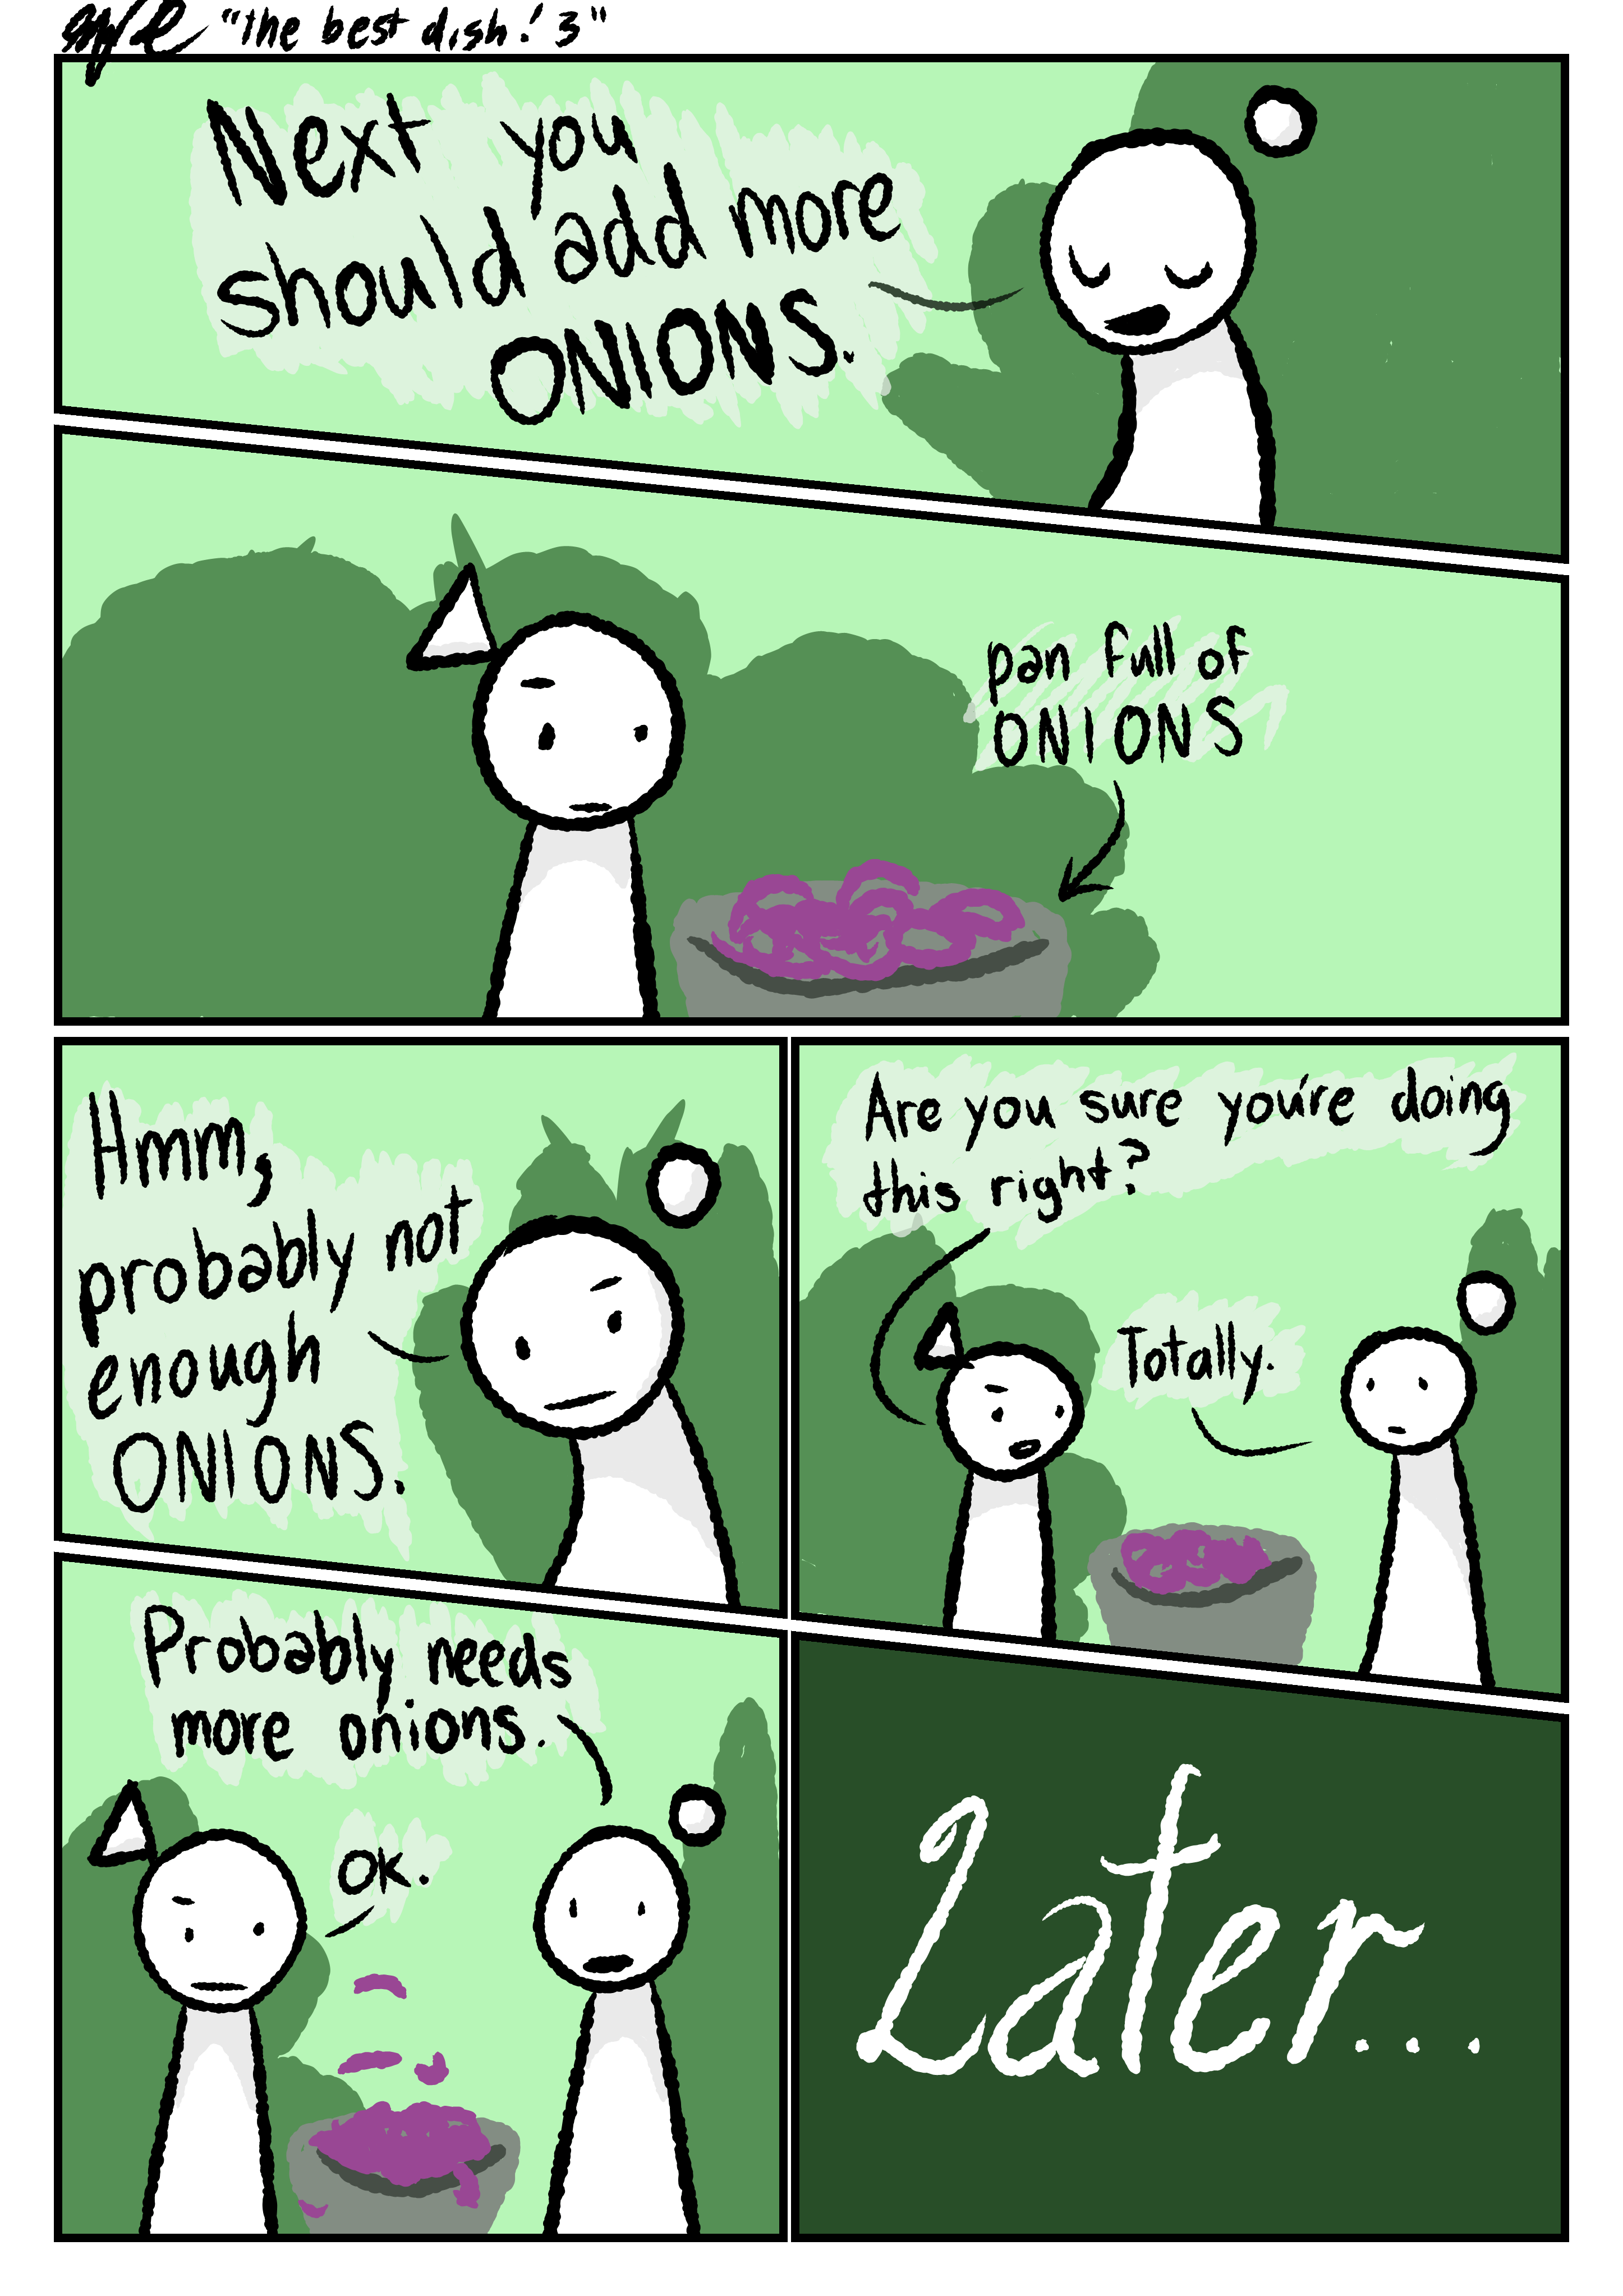 "the best dish! 3"
Next you
should add more
ONIONS.
pan full of
ONIONS
Hmm,
probably not
enough
ONIONS.
Are you sure you're doing
this right?
Totally.
Probably needs
more onions.
OK.
Later...